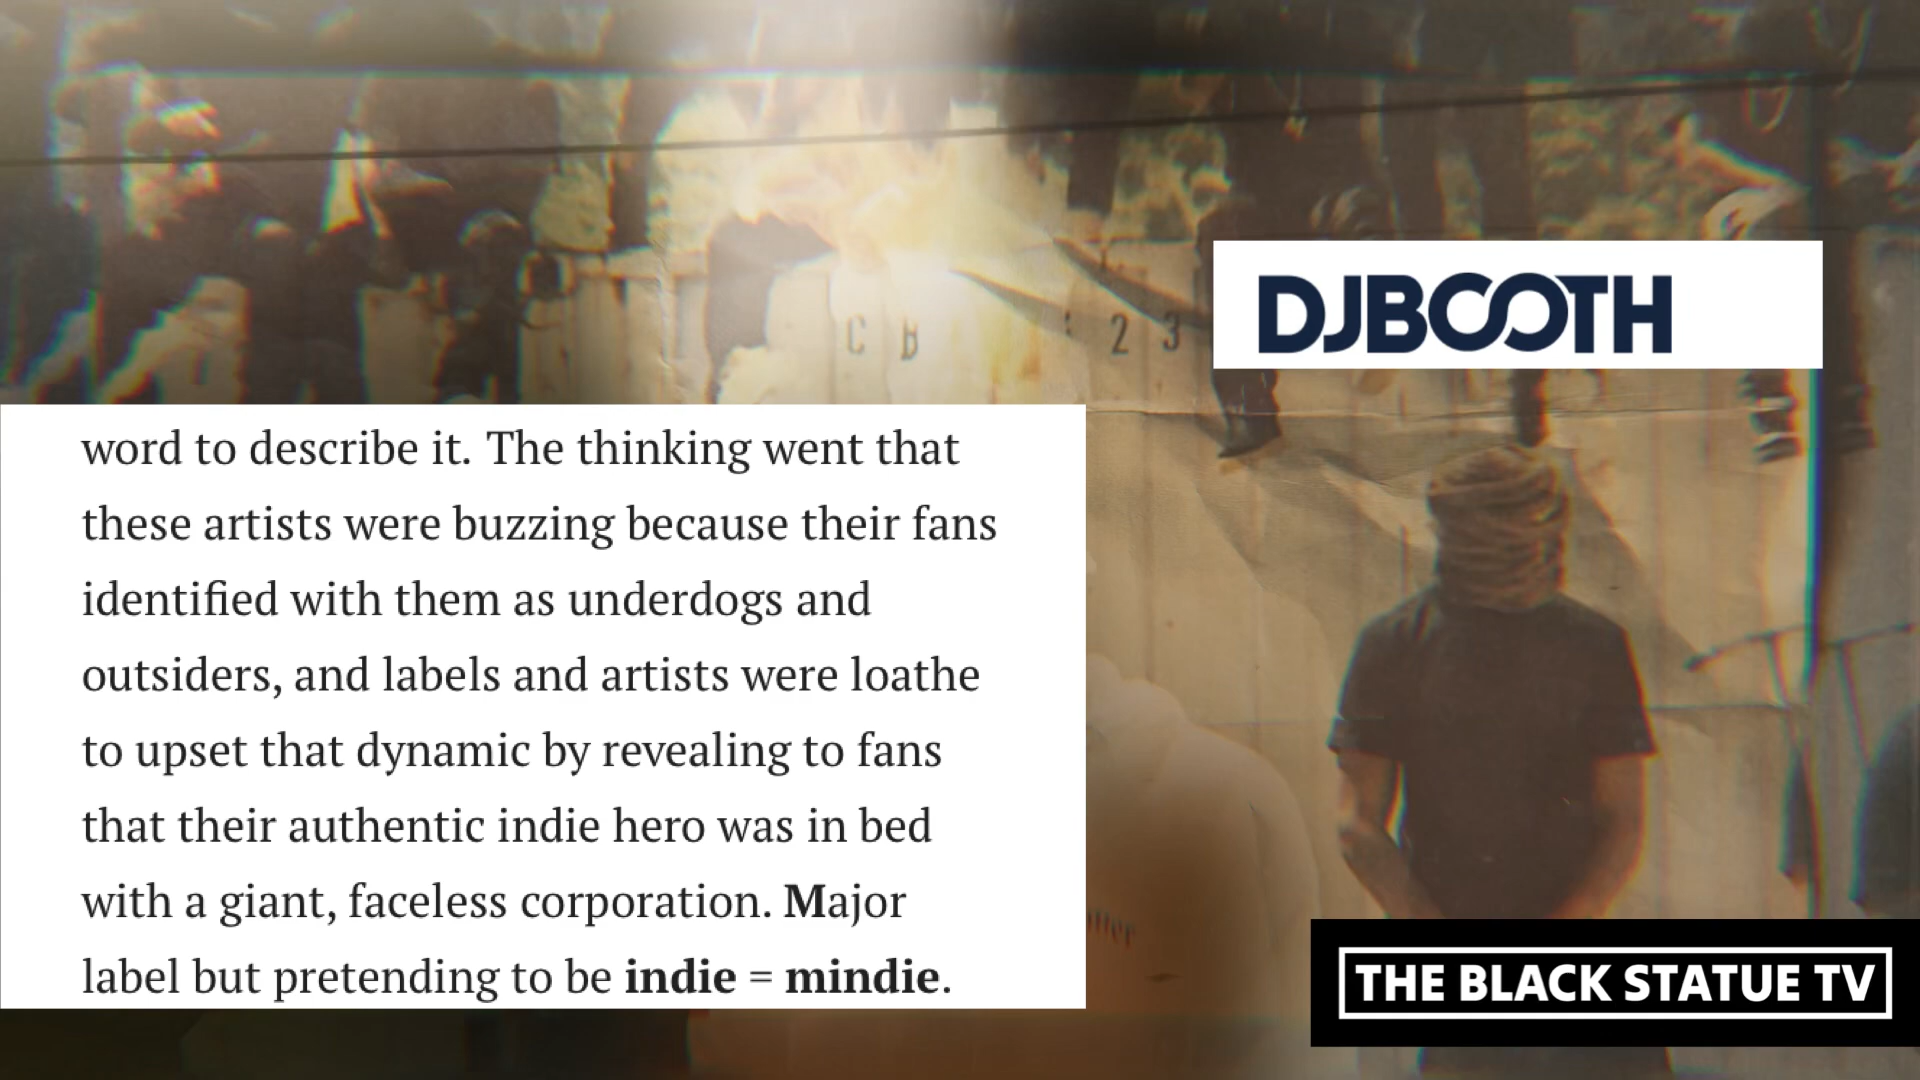 C B : 2 3
DJBOOTH
word to describe it. The thinking went that
these artists were buzzing because their fans
identified with them as underdogs and
outsiders, and labels and artists were loathe
to upset that dynamic by revealing to fans
that their authentic indie hero was in bed
with a giant, faceless corporation. Major
label but pretending to be indie = mindie.
THE BLACK STATUE TV